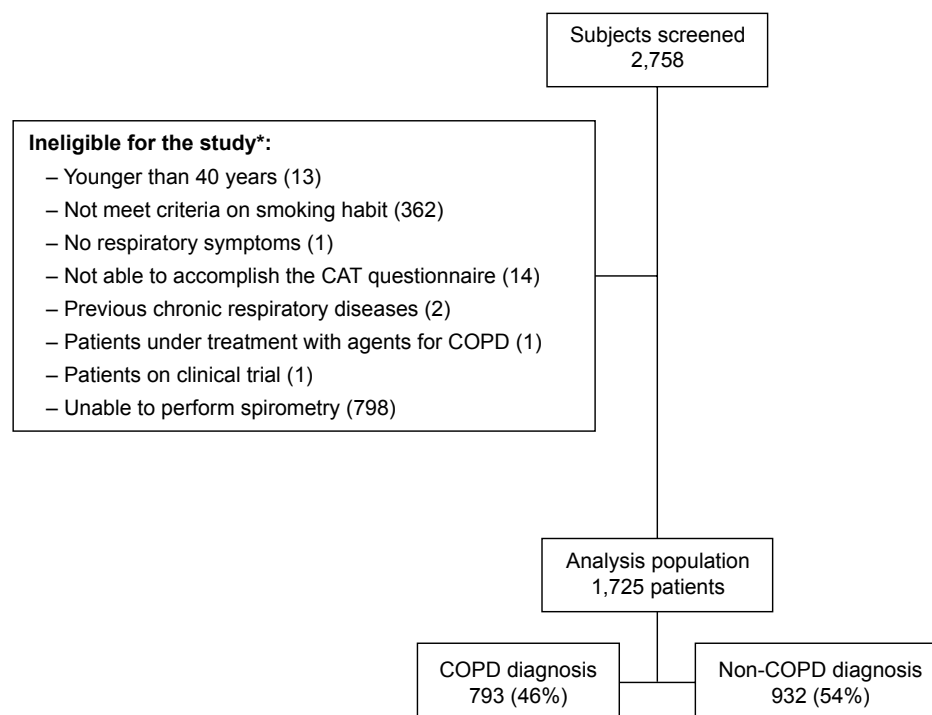 Subjects screened
2,758
Ineligible for the study*:
– Younger than 40 years (13)
– Not meet criteria on smoking habit (362)
– No respiratory symptoms (1)
– Not able to accomplish the CAT questionnaire (14)
– Previous chronic respiratory diseases (2)
– Patients under treatment with agents for COPD (1)
– Patients on clinical trial (1)
– Unable to perform spirometry (798)
Analysis population
1,725 patients
COPD diagnosis
793 (46%)
Non-COPD diagnosis
932 (54%)